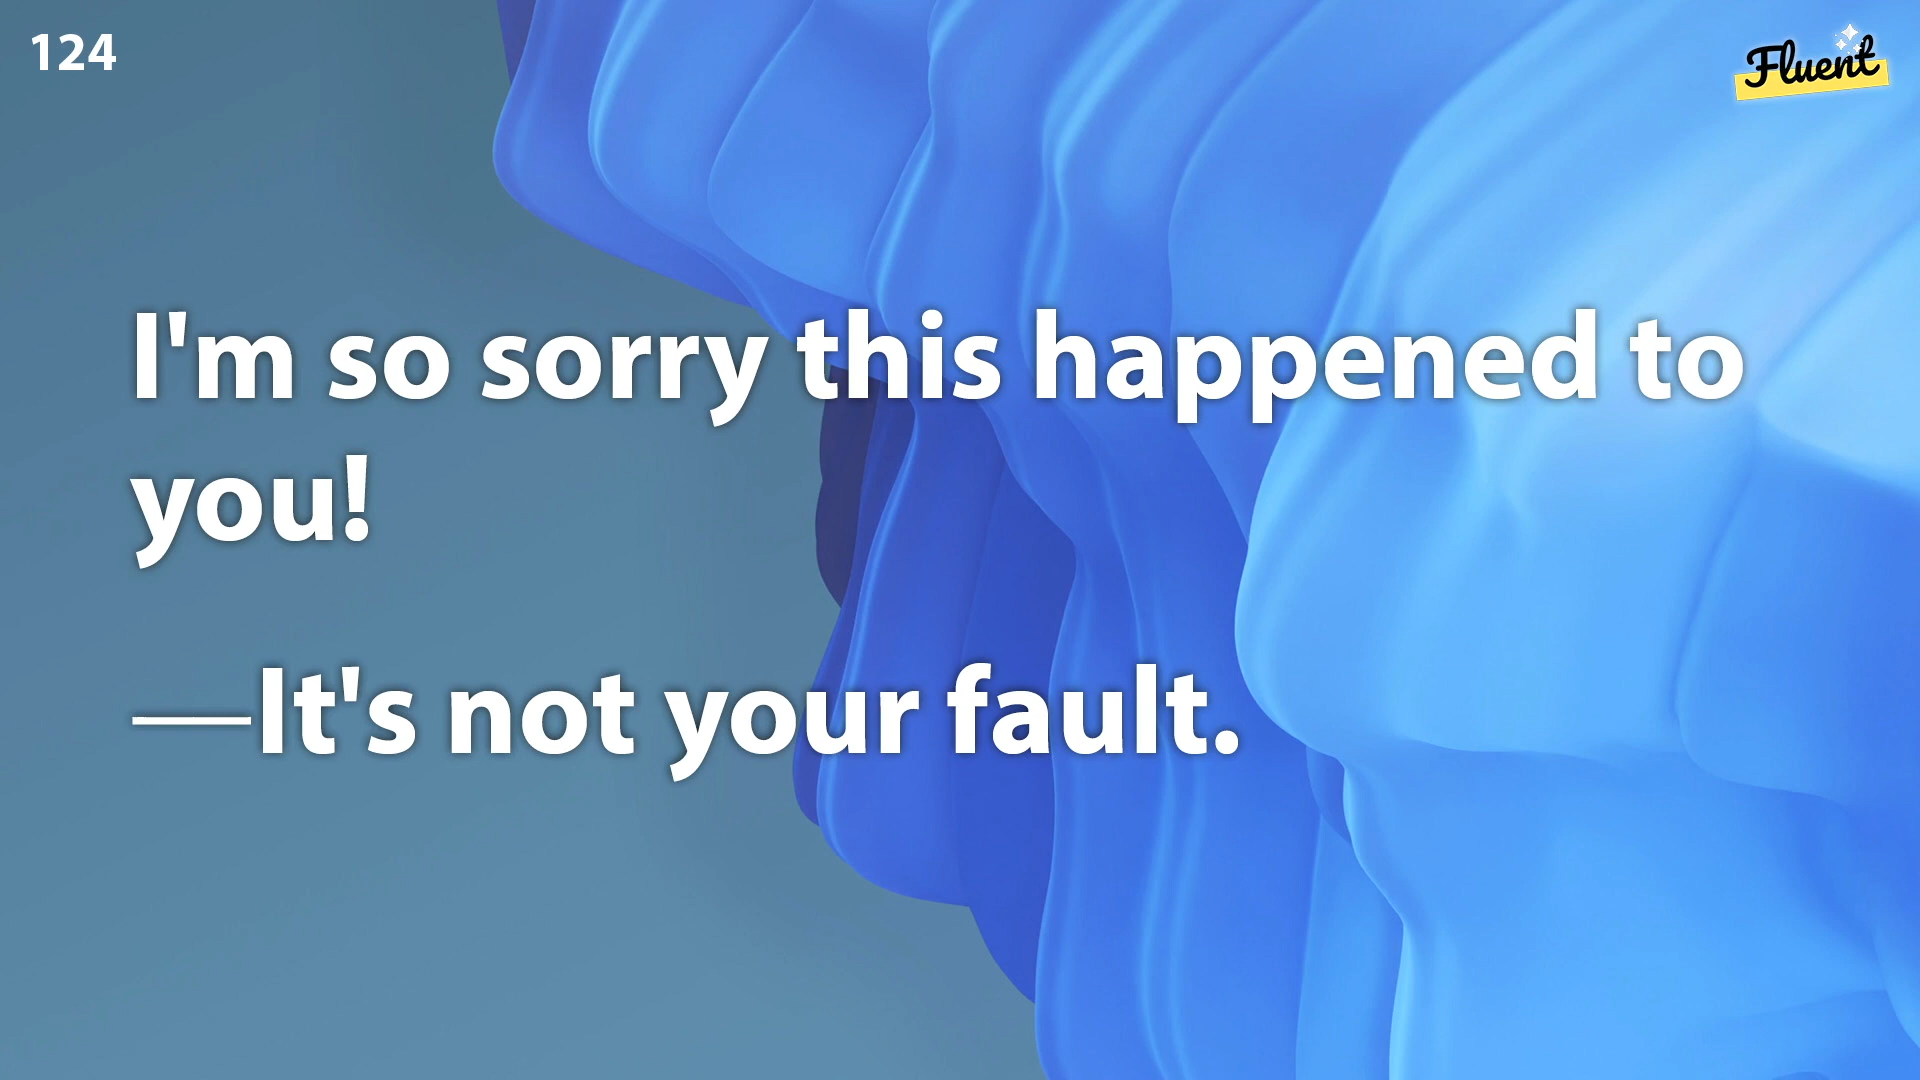 124
Fluent
I'm so sorry this happened to
you!
—It's not your fault.